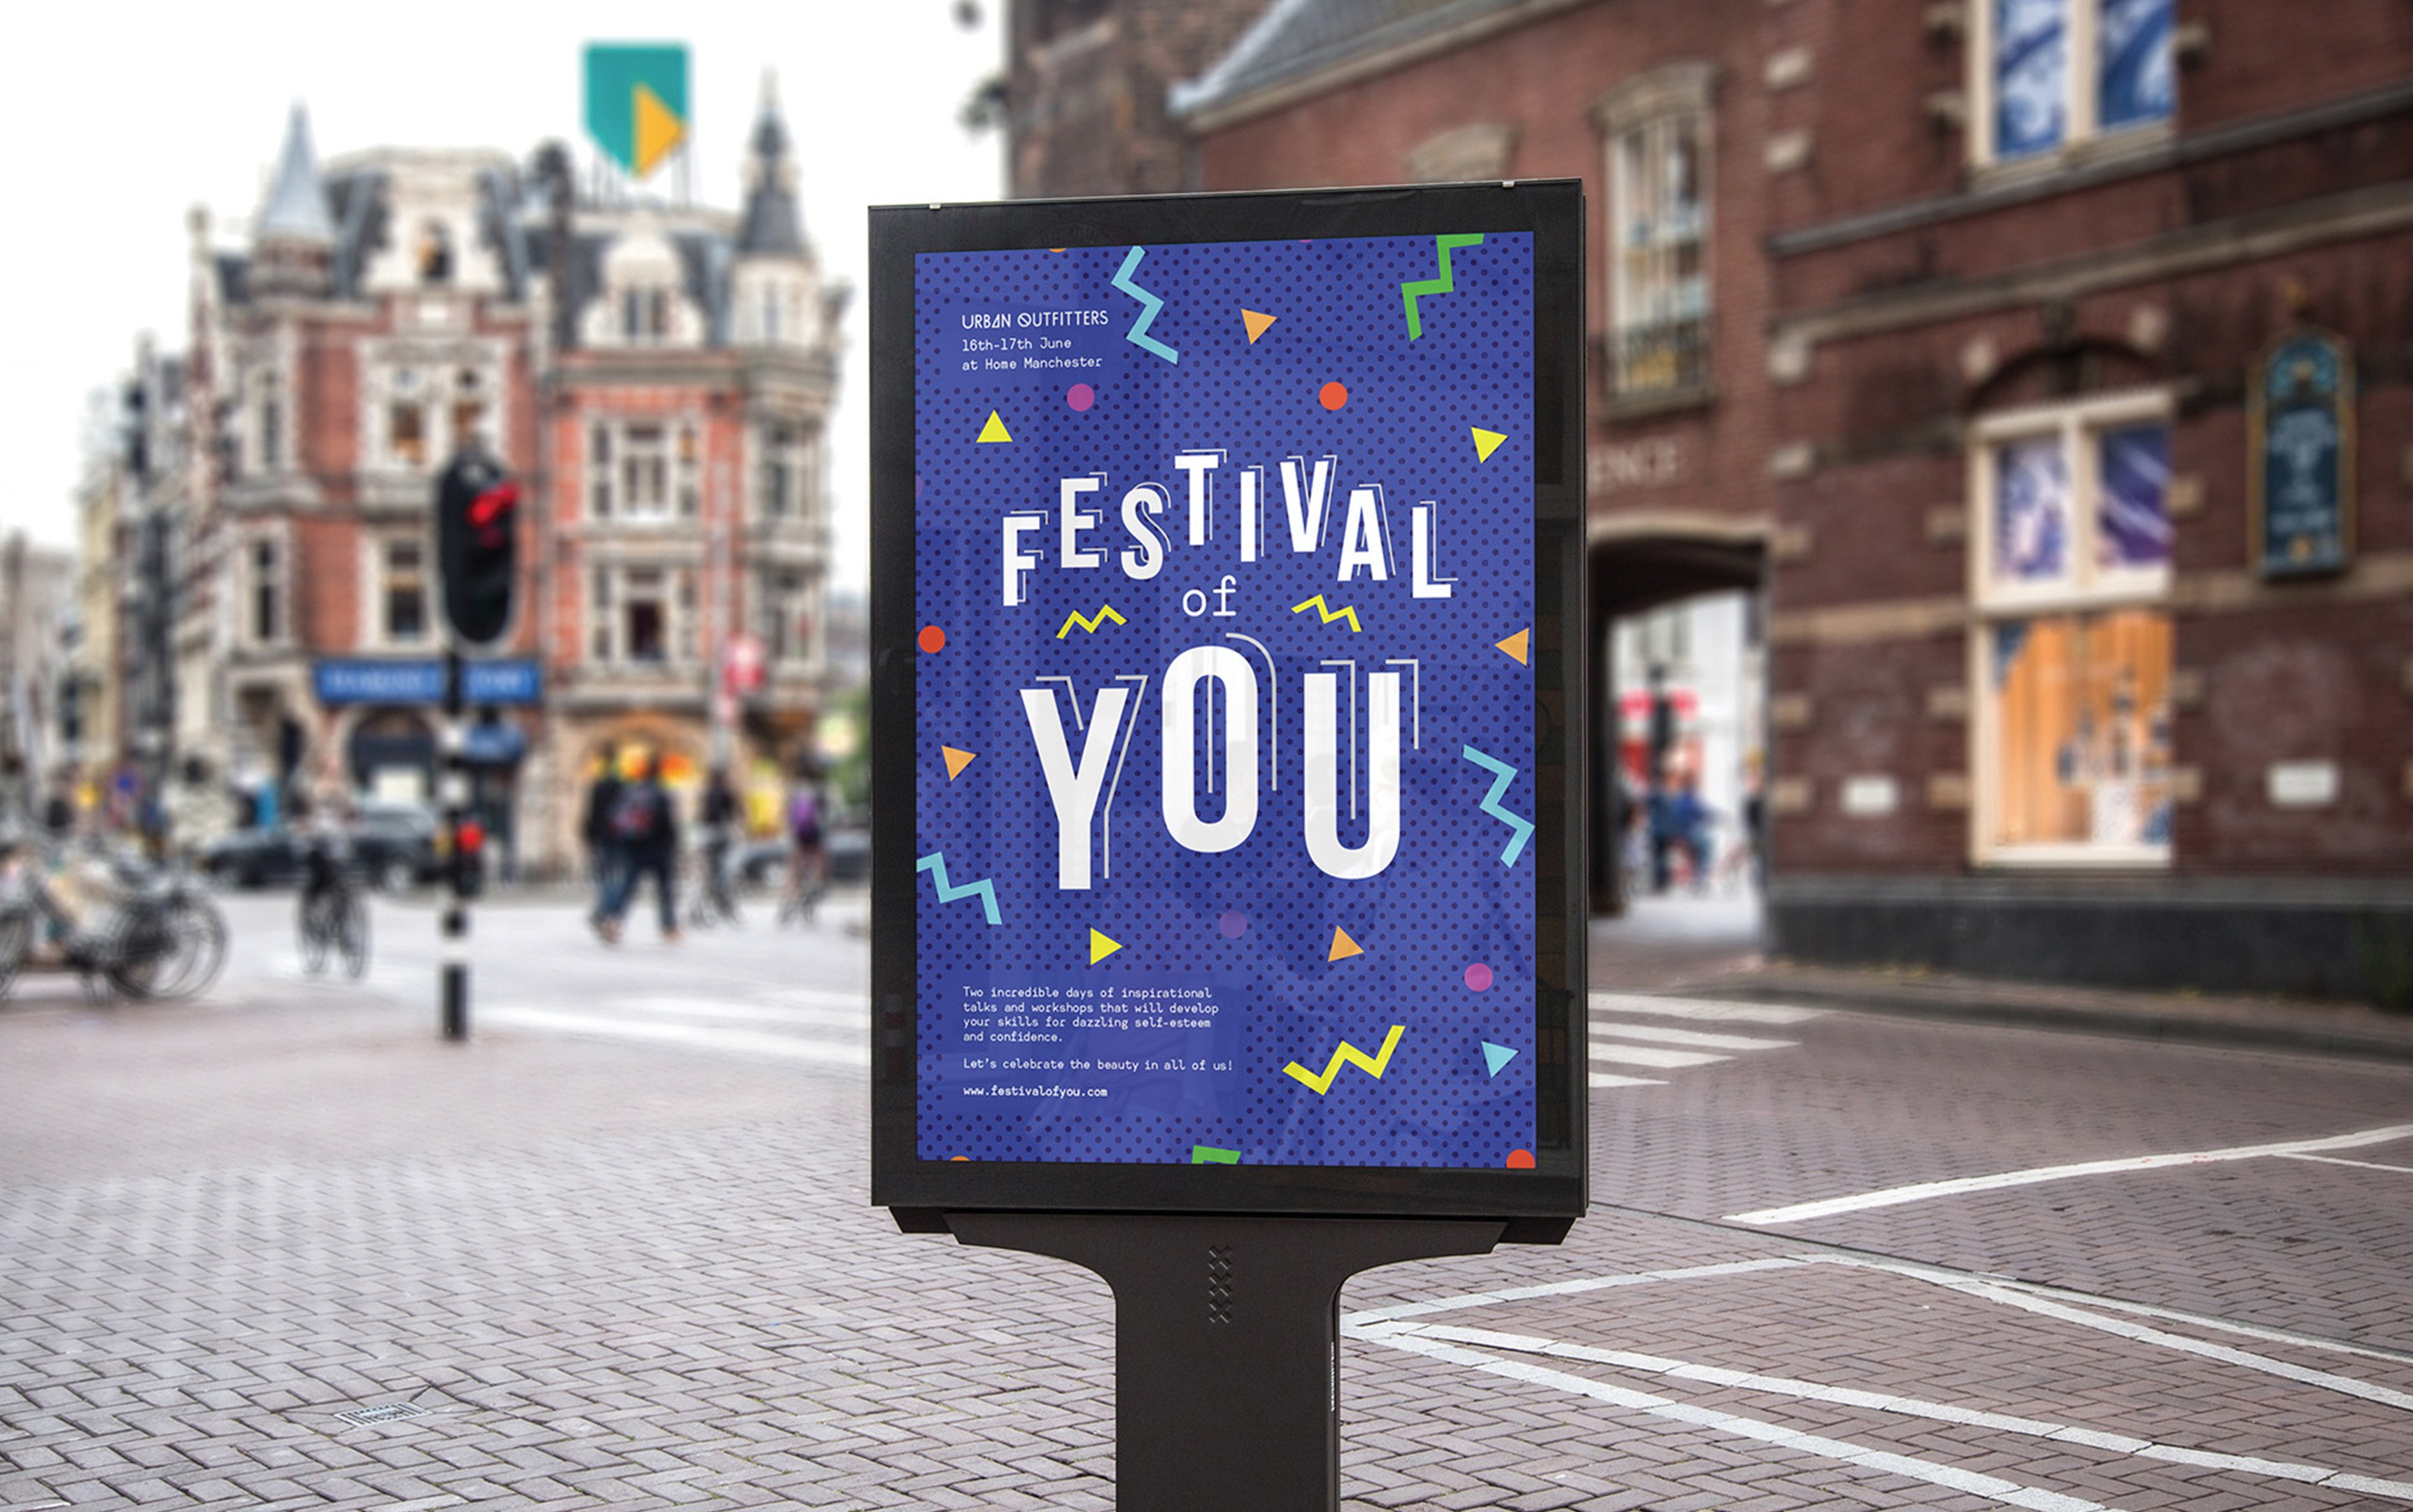 URBAN OUTFITTERS
16th-17th June
at Home Manchester
FESTIVAL
of
YOU
Two incredible days of inspirational
talks and workshops that will develop
your skills for dazzling self-esteem
and confidence.
Let's celebrate the beauty in all of us!
www.festivalofyou.com